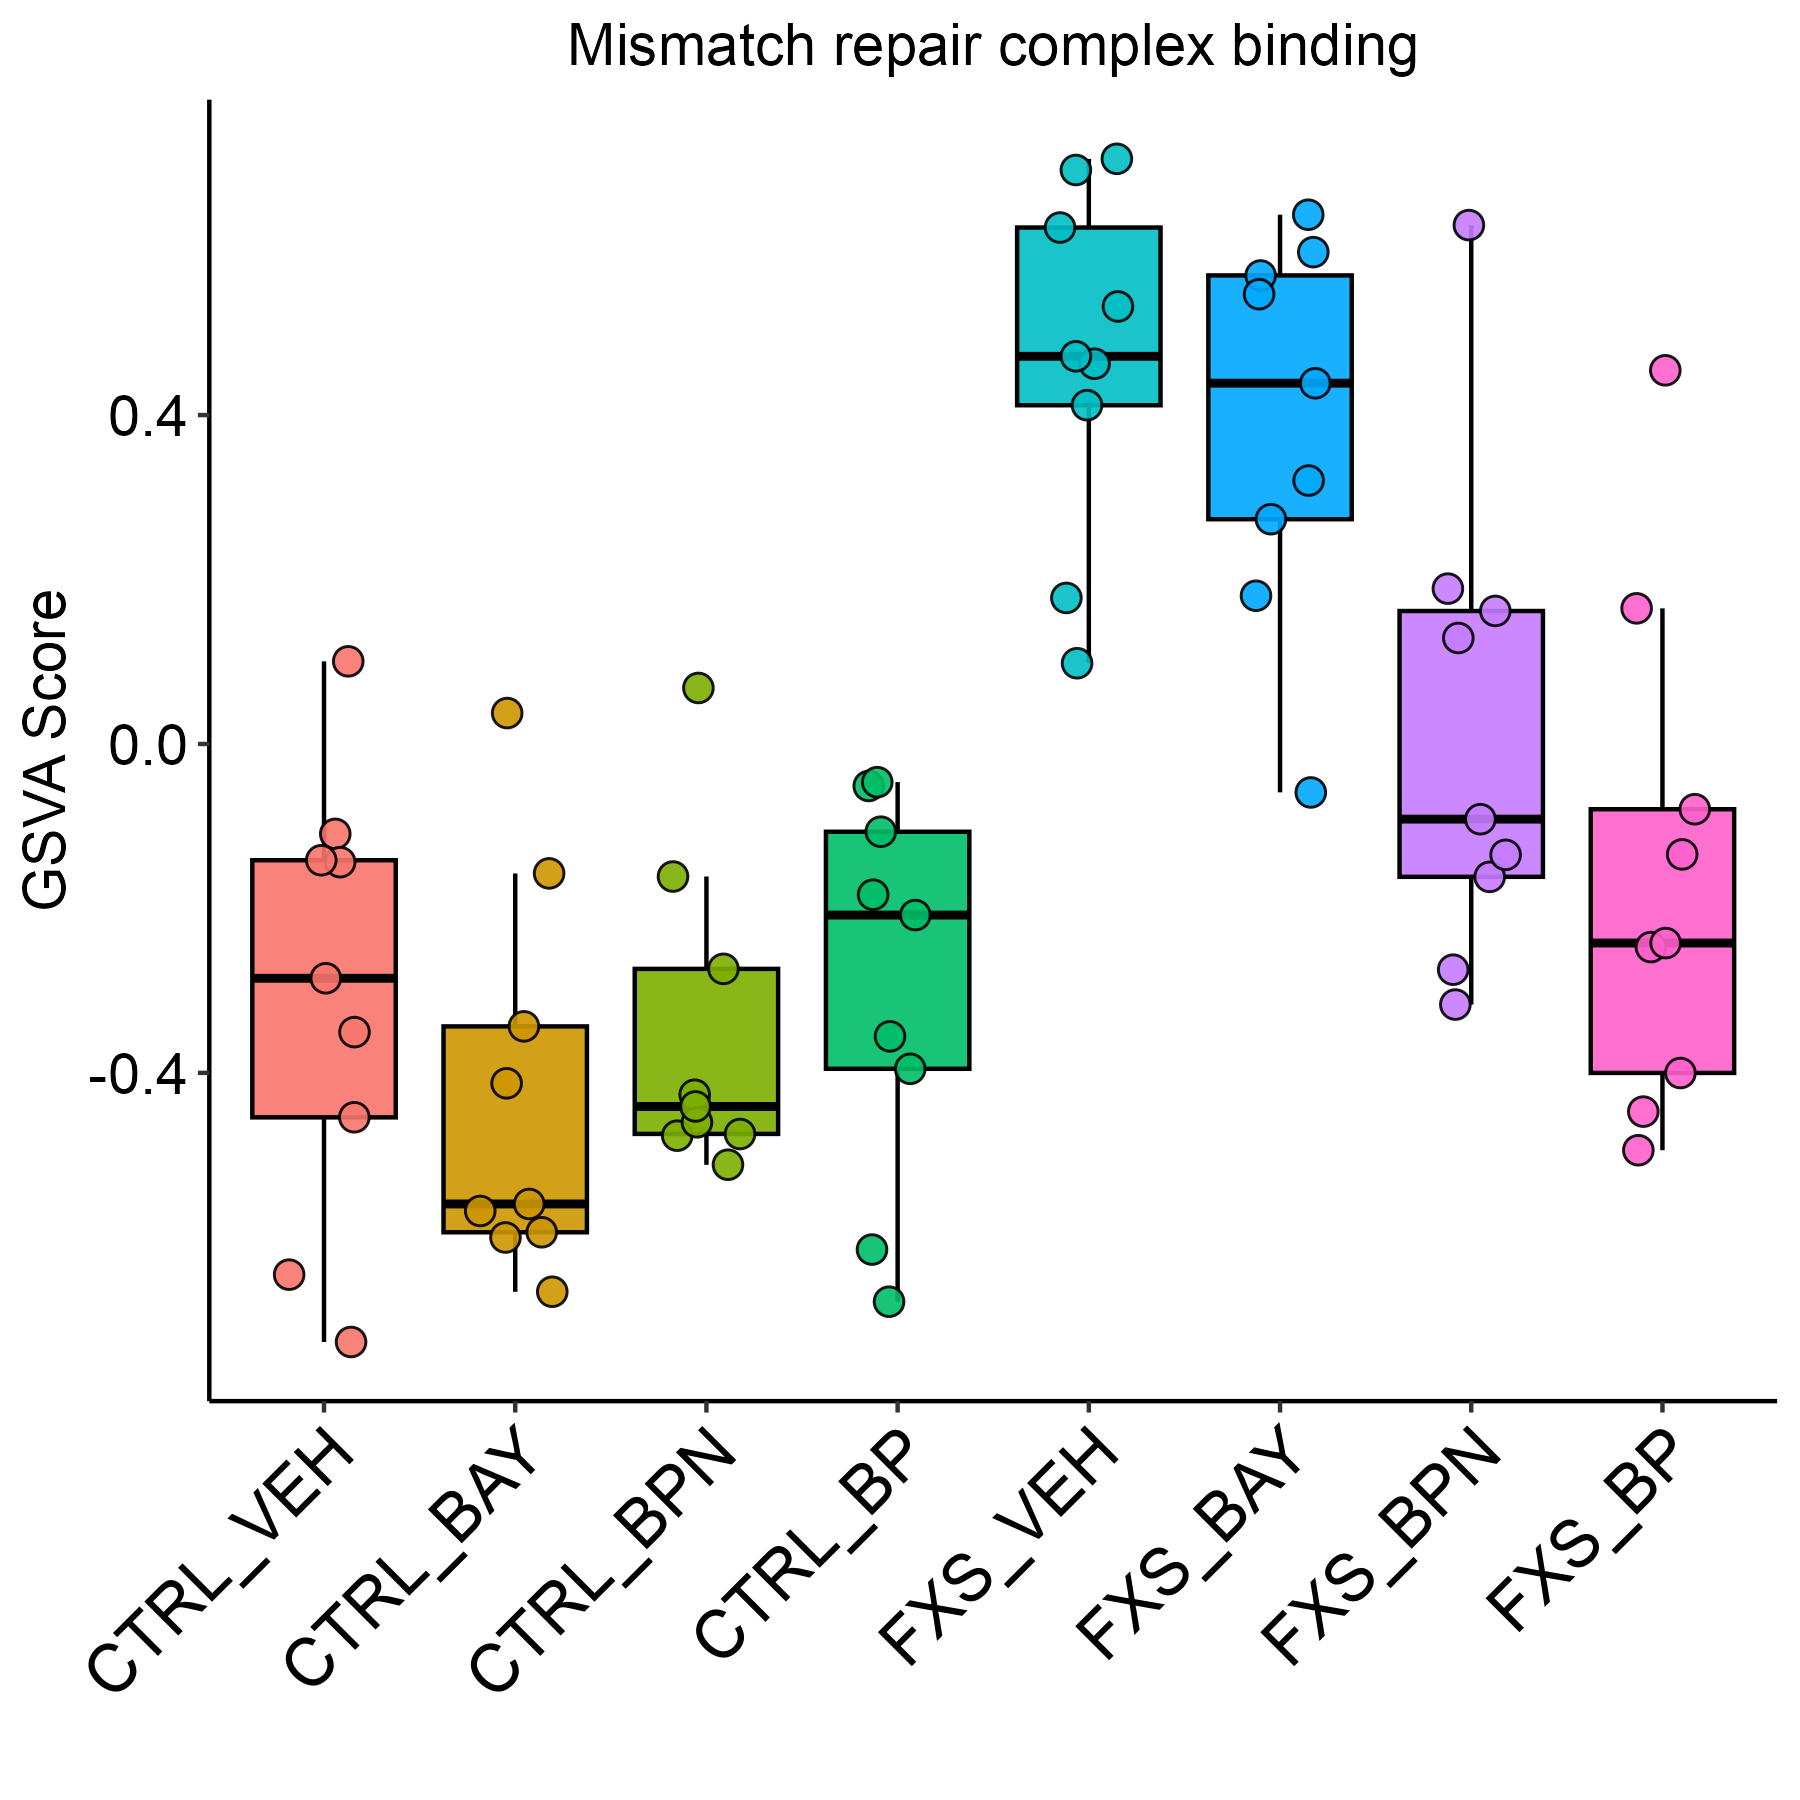 Mismatch repair complex binding
GSVA Score
0.4
0.0
-0.4
CTRL_VEH
CTRL_BAY
CTRL_BPN
CTRL_BP
FXS_VEH
FXS_BAY
FXS_BPN
FXS_BP